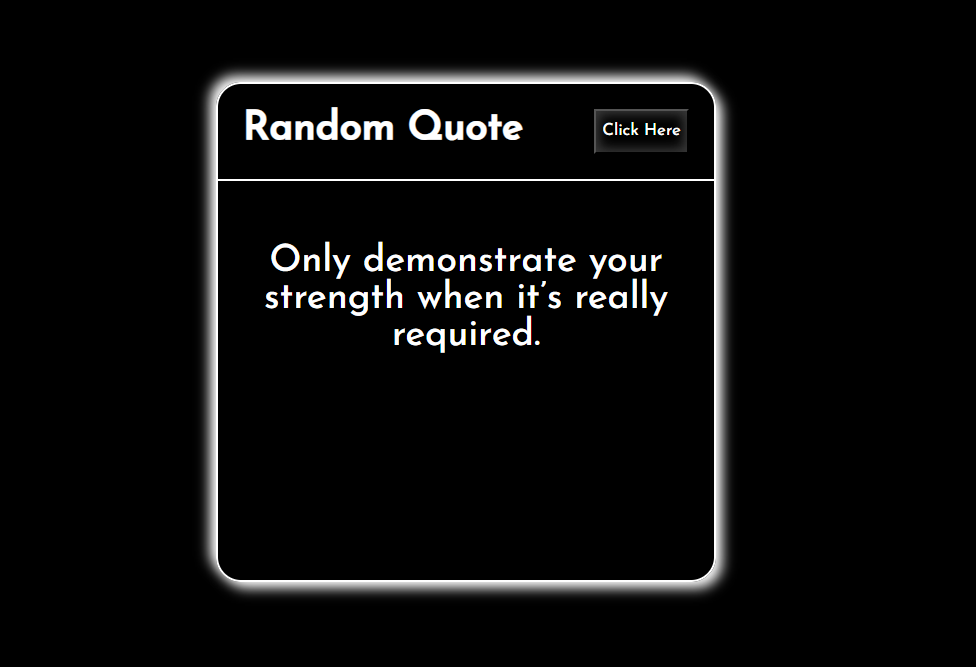 Random Quote
Click Here
Only demonstrate your
strength when it's really
required.